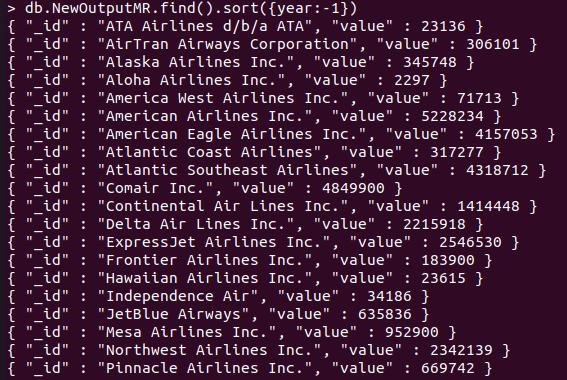 > db.NewOutputMR.find().sort({year:-1})
{ "_id" : "ATA Airlines d/b/a ATA", "value" : 23136 }
{ "_id" : "AirTran Airways Corporation", "value" : 306101 }
{ "_id" : "Alaska Airlines Inc.", "value" : 345748 }
{ "_id" : "Aloha Airlines Inc.", "value" : 2297 }
{ "_id" : "America West Airlines Inc.", "value" : 71713 }
{ "_id" : "American Airlines Inc.", "value" : 5228234 }
{ "_id" : "American Eagle Airlines Inc.", "value" : 4157053 }
{ "_id" : "Atlantic Coast Airlines", "value" : 317277 }
{ "_id" : "Atlantic Southeast Airlines", "value" : 4318712 }
{ "_id" : "Comair Inc.", "value" : 4849900 }
{ "_id" : "Continental Air Lines Inc.", "value" : 1414448 }
{ "_id" : "Delta Air Lines Inc.", "value" : 2215918 }
{ "_id" : "ExpressJet Airlines Inc.", "value" : 2546530 }
{ "_id" : "Frontier Airlines Inc.", "value" : 183900 }
{ "_id" : "Hawaiian Airlines Inc.", "value" : 23615 }
{ "_id" : "Independence Air", "value" : 34186 }
{ "_id" : "JetBlue Airways", "value" : 635836 }
{ "_id" : "Mesa Airlines Inc.", "value" : 952900 }
{ "_id" : "Northwest Airlines Inc.", "value" : 2342139 }
{ "_id" : "Pinnacle Airlines Inc.", "value" : 669742 }